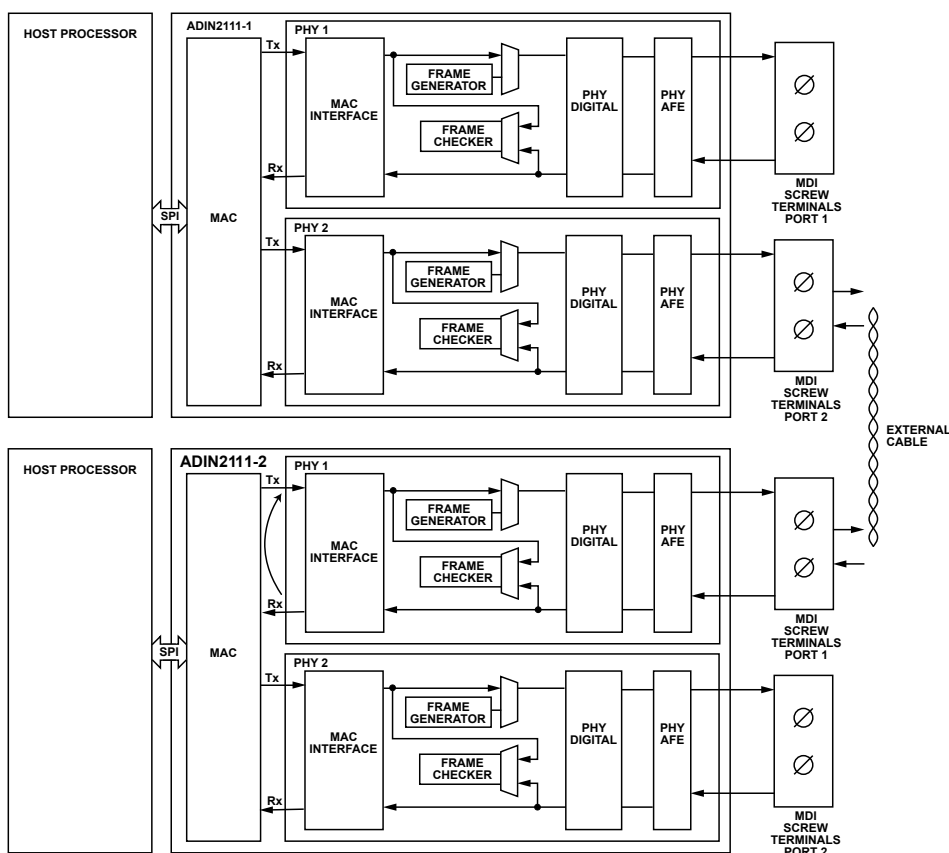 HOST PROCESSOR
ADIN2111-1
MAC
SPI
Tx
Rx
PHY 1
MAC
INTERFACE
FRAME
GENERATOR
FRAME
CHECKER
PHY
DIGITAL
PHY
AFE
MDI
SCREW
TERMINALS
PORT 1
PHY 2
Tx
Rx
MAC
INTERFACE
FRAME
GENERATOR
FRAME
CHECKER
PHY
DIGITAL
PHY
AFE
MDI
SCREW
TERMINALS
PORT 2
EXTERNAL
CABLE
HOST PROCESSOR
ADIN2111-2
MAC
SPI
Tx
Rx
PHY 1
MAC
INTERFACE
FRAME
GENERATOR
FRAME
CHECKER
PHY
DIGITAL
PHY
AFE
MDI
SCREW
TERMINALS
PORT 1
PHY 2
Tx
Rx
MAC
INTERFACE
FRAME
GENERATOR
FRAME
CHECKER
PHY
DIGITAL
PHY
AFE
MDI
SCREW
TERMINALS
PORT 2